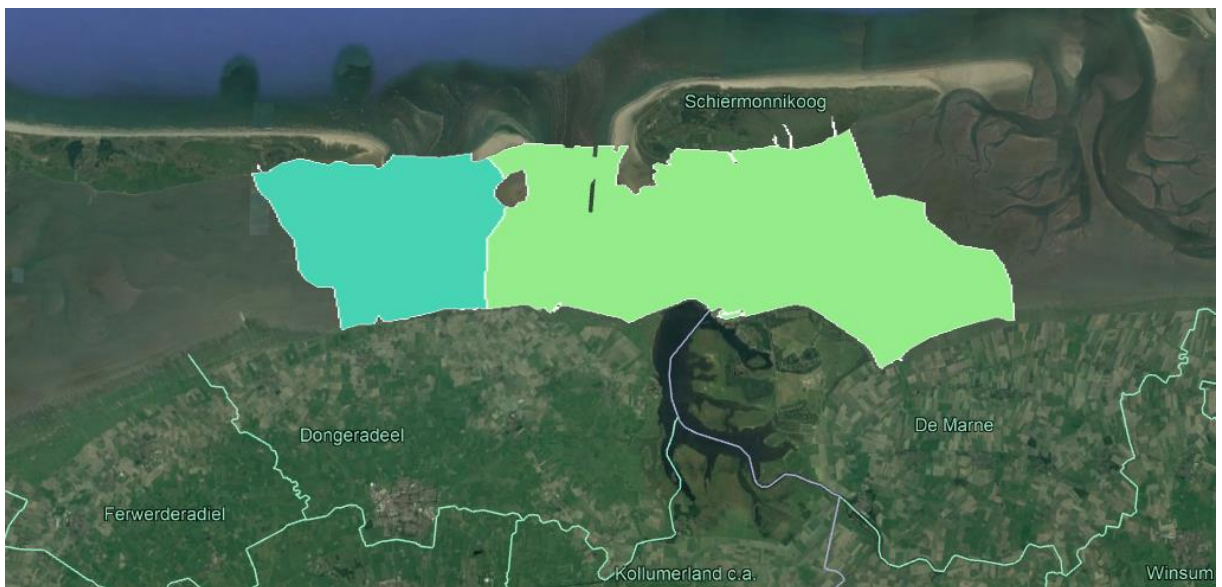 Schiermonnikoog
Dongeradeel
De Marne
Ferwerderadiel
Kollumerland c.a.
Winsum